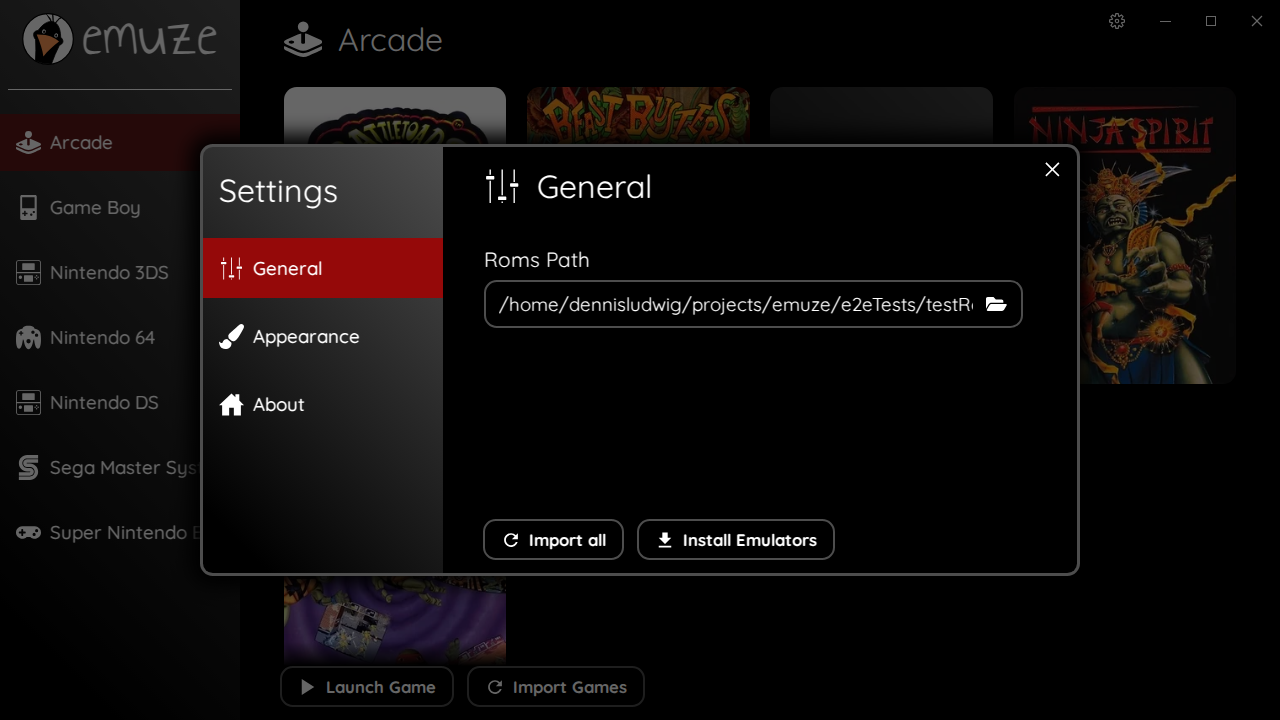 emuze
Arcade
Arcade
Game Boy
Nintendo 3DS
Nintendo 64
Nintendo DS
Sega Master Sys
Super Nintendo
BEAST BUSTERS
NINJA SPIRIT
Settings
General
Appearance
About
General
Roms Path
/home/dennisludwig/projects/emuze/e2eTests/testR
Import all
Install Emulators
Launch Game
Import Games